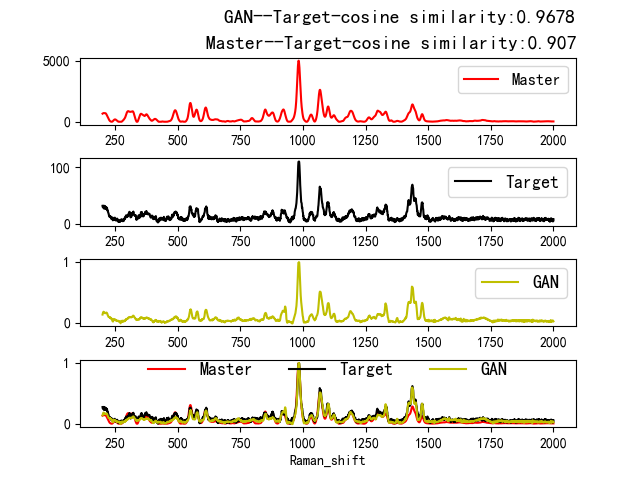 GAN--Target-cosine similarity:0.9678
Master--Target-cosine similarity:0.907
5000
0
Master
250 500 750 1000 1250 1500 1750 2000
100
0
Target
250 500 750 1000 1250 1500 1750 2000
1
0
GAN
250 500 750 1000 1250 1500 1750 2000
1
0
Master Target GAN
250 500 750 1000 1250 1500 1750 2000
Raman_shift